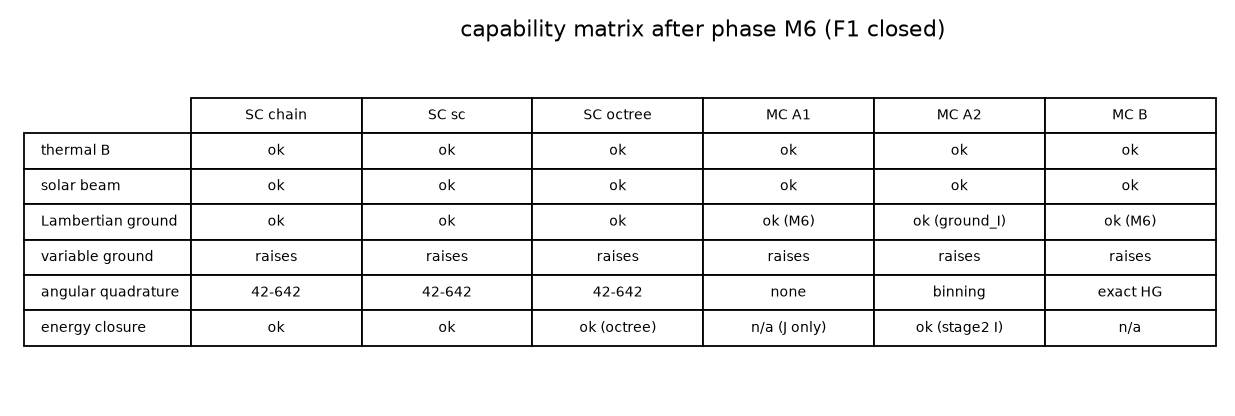 capability matrix after phase M6 (F1 closed)
SC chain SC sc SC octree MC A1 MC A2 MC B
thermal B ok ok ok ok ok ok
solar beam ok ok ok ok ok ok
Lambertian ground ok ok ok ok (M6) ok (ground_I) ok (M6)
variable ground raises raises raises raises raises raises
angular quadrature 42-642 42-642 42-642 none binning exact HG
energy closure ok ok ok (octree) n/a (J only) ok (stage2 I) n/a